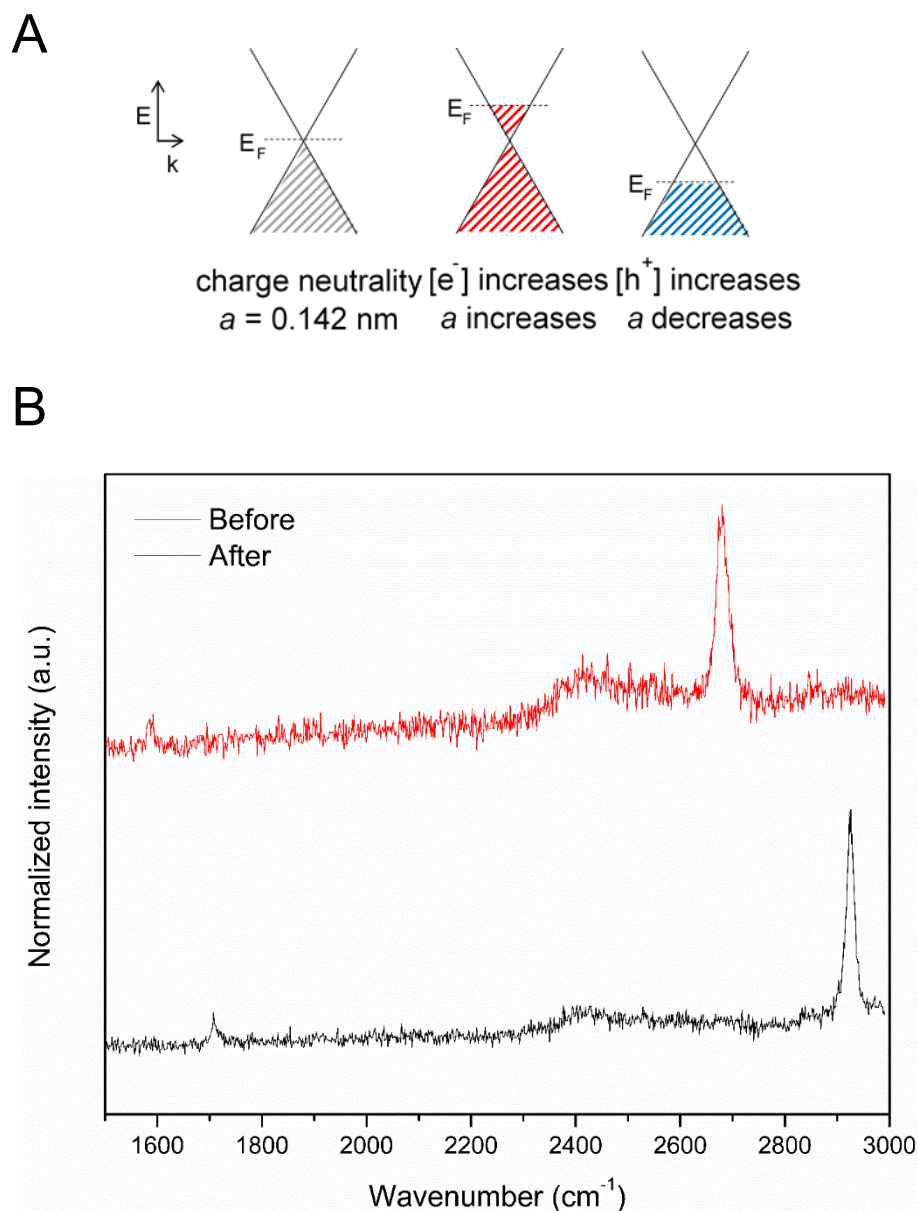 A
E
k
E_F
E_F
E_F
charge neutrality [e⁻] increases [h⁺] increases
a = 0.142 nm a increases a decreases
B
Before
After
Normalized intensity (a.u.)
1600 1800 2000 2200 2400 2600 2800 3000
Wavenumber (cm⁻¹)